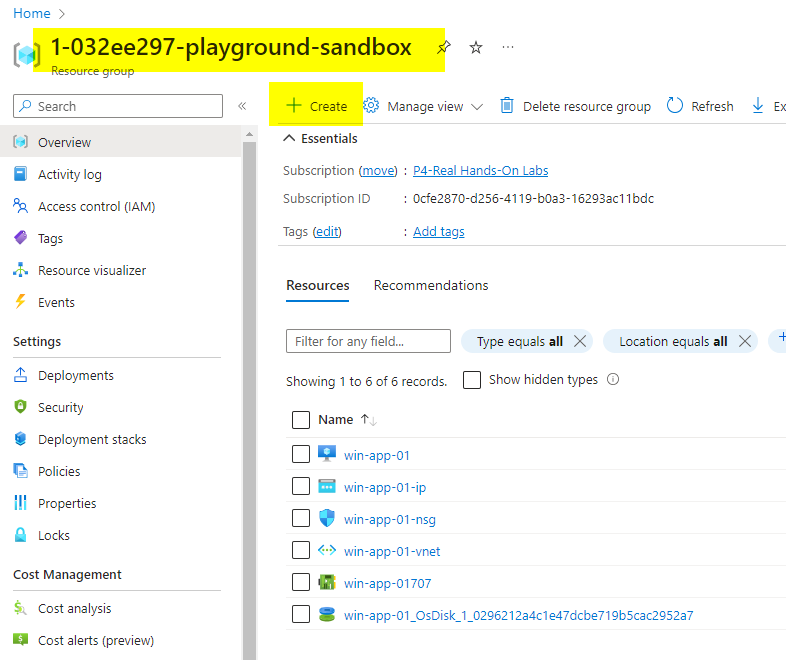 Home
1-032ee297-playground-sandbox
Resource group
Search
Overview
Activity log
Access control (IAM)
Tags
Resource visualizer
Events
Settings
Deployments
Security
Deployment stacks
Policies
Properties
Locks
Cost Management
Cost analysis
Cost alerts (preview)
Create Manage view Delete resource group Refresh Ex
Essentials
Subscription (move) : P4-Real Hands-On Labs
Subscription ID : 0cfe2870-d256-4119-b0a3-16293ac11bdc
Tags (edit) : Add tags
Resources Recommendations
Filter for any field... Type equals all Location equals all
Showing 1 to 6 of 6 records. Show hidden types
Name
win-app-01
win-app-01-ip
win-app-01-nsg
win-app-01-vnet
win-app-01707
win-app-01_OsDisk_1_0296212a4c1e47dcbe719b5cac2952a7